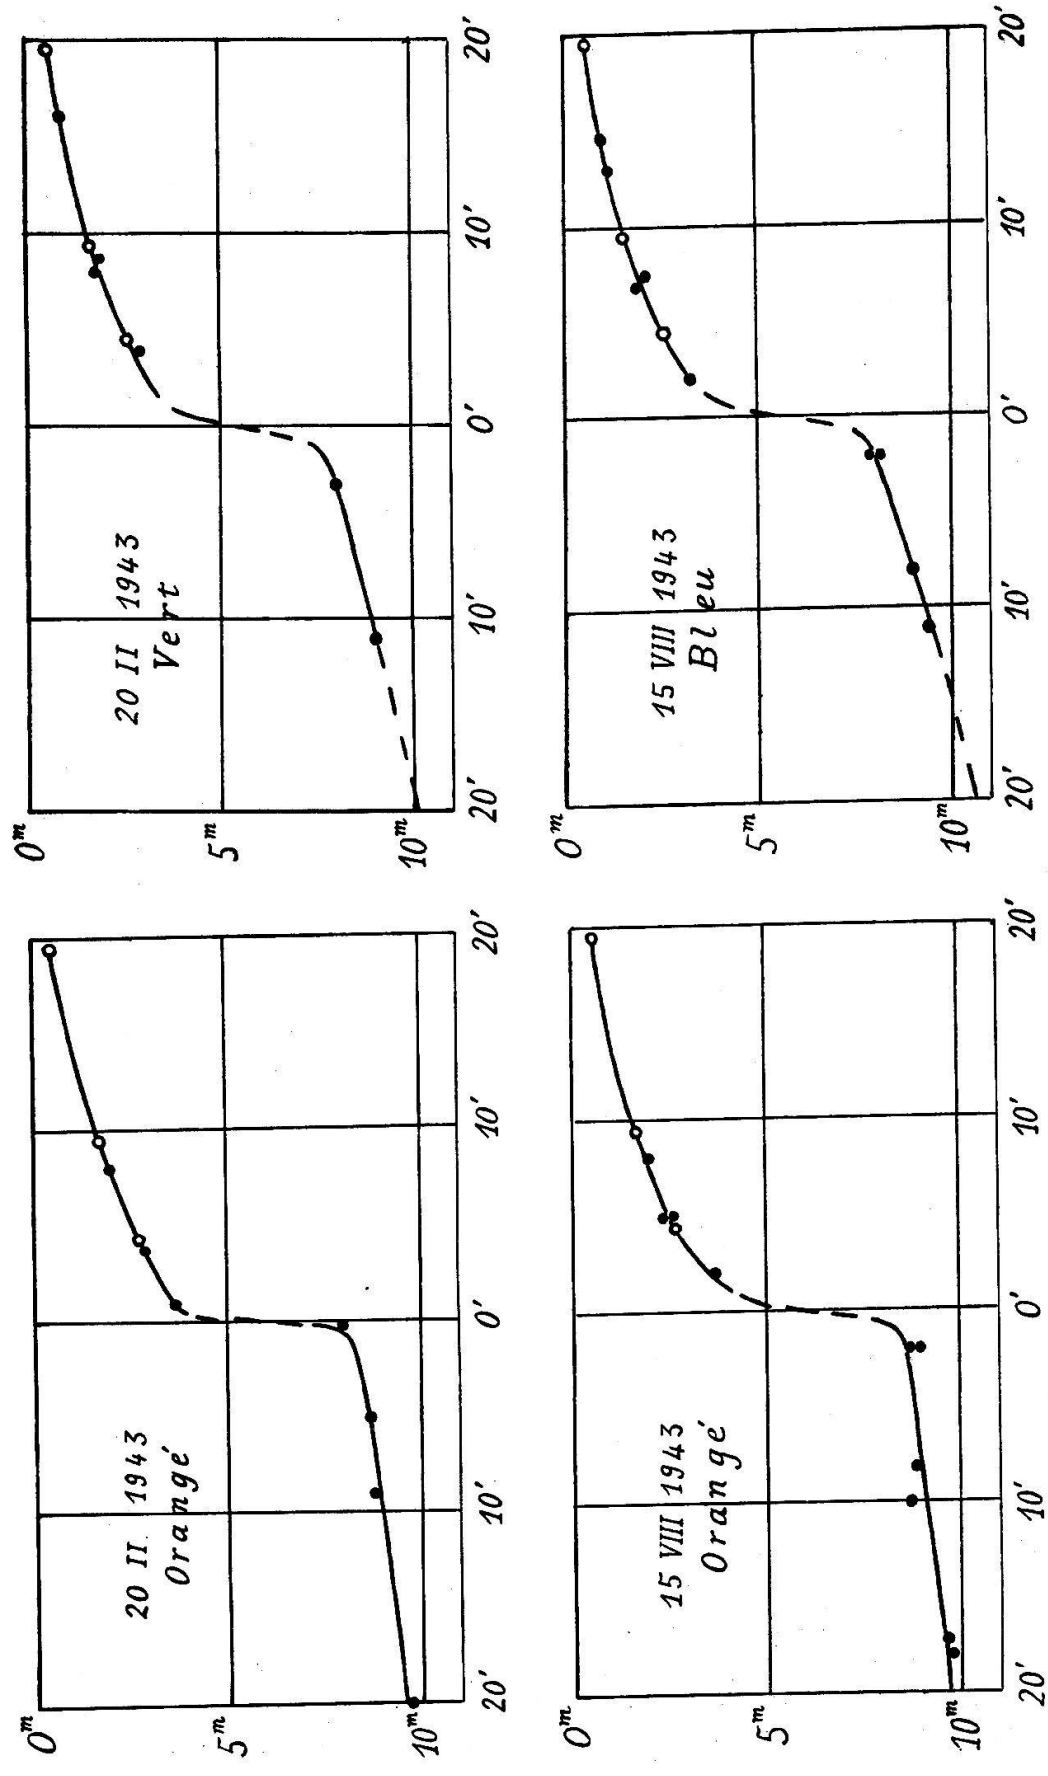 0ᵐ
5ᵐ
10ᵐ
20 II. 1943
Orangé
20' 10' 0' 10' 20'
0ᵐ
5ᵐ
10ᵐ
20 II 1943
Vert
20' 10' 0' 10' 20'
0ᵐ
5ᵐ
10ᵐ
15 VIII 1943
Orangé
20' 10' 0' 10' 20'
0ᵐ
5ᵐ
10ᵐ
15 VIII 1943
Bleu
20' 10' 0' 10' 20'